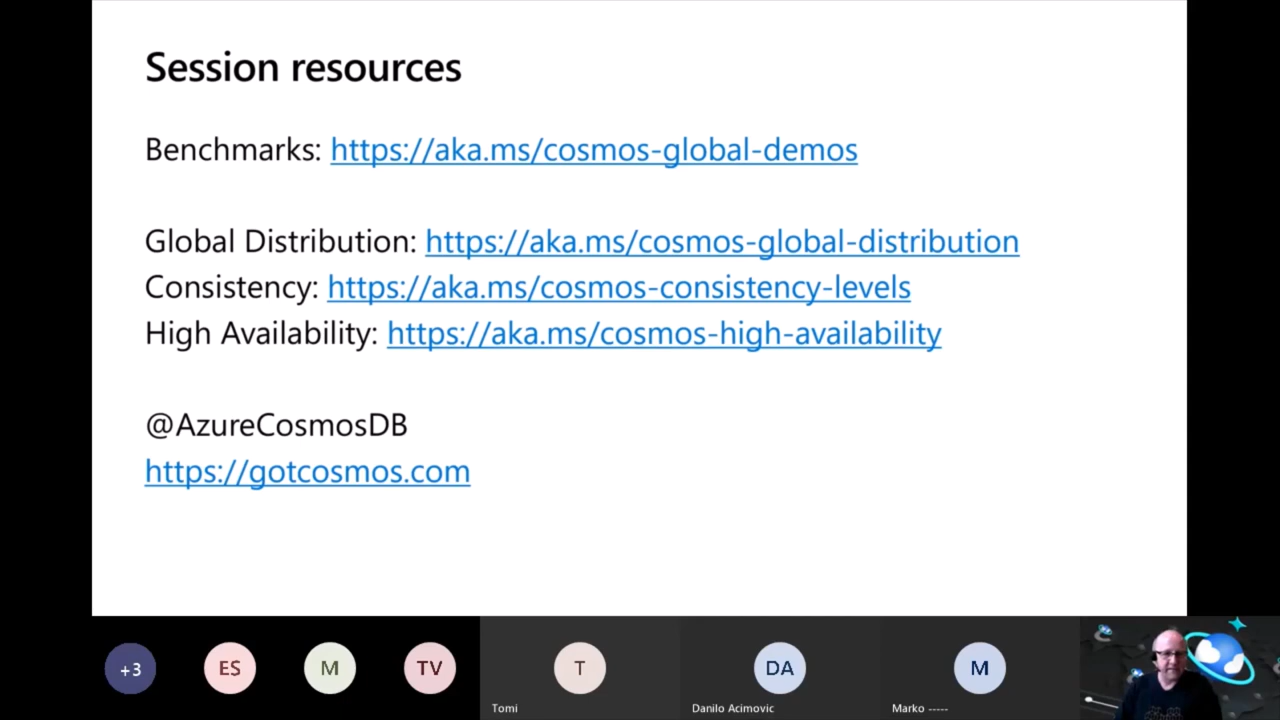 Session resources
Benchmarks: https://aka.ms/cosmos-global-demos
Global Distribution: https://aka.ms/cosmos-global-distribution
Consistency: https://aka.ms/cosmos-consistency-levels
High Availability: https://aka.ms/cosmos-high-availability
@AzureCosmosDB
https://gotcosmos.com
+3
ES
M
TV
T
DA
M
Tomi
Danilo Acimovic
Marko -----